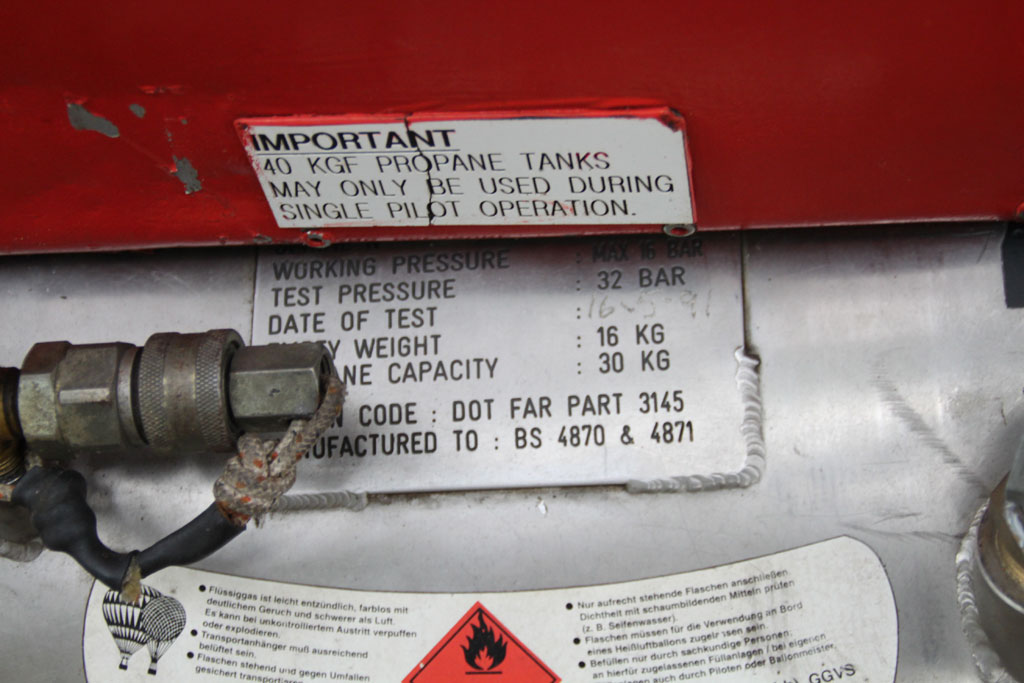 IMPORTANT
40 KGF PROPANE TANKS
MAY ONLY BE USED DURING
SINGLE PILOT OPERATION.
WORKING PRESSURE : MAX 16 BAR
TEST PRESSURE : 32 BAR
DATE OF TEST : 16-5-91
WEIGHT : 16 KG
CAPACITY : 30 KG
CODE : DOT FAR PART 3145
TO : BS 4870 & 4871
• Flüssiggas ist leicht entzündlich, farblos mit
deutlichem Geruch und schwerer als Luft.
Es kann bei unkontrolliertem Austritt verpuffen
oder explodieren.
• Transportanhänger muß ausreichend
belüftet sein.
• Flaschen stehend und gegen Umfallen
gesichert
• Nur aufrecht stehende Flaschen anschließen.
Dichtheit mit schaumbildenden Mitteln prüfen
(z. B. Seifenwasser).
• Flaschen müssen für die Verwendung an Bord
eines Heißluftballons sein.
• Befüllen nur durch sachkundige Personen;
an hierfür zugelassenen Füllanlagen / bei eigenen
auch durch Piloten oder Ballonmeister.
GGVS